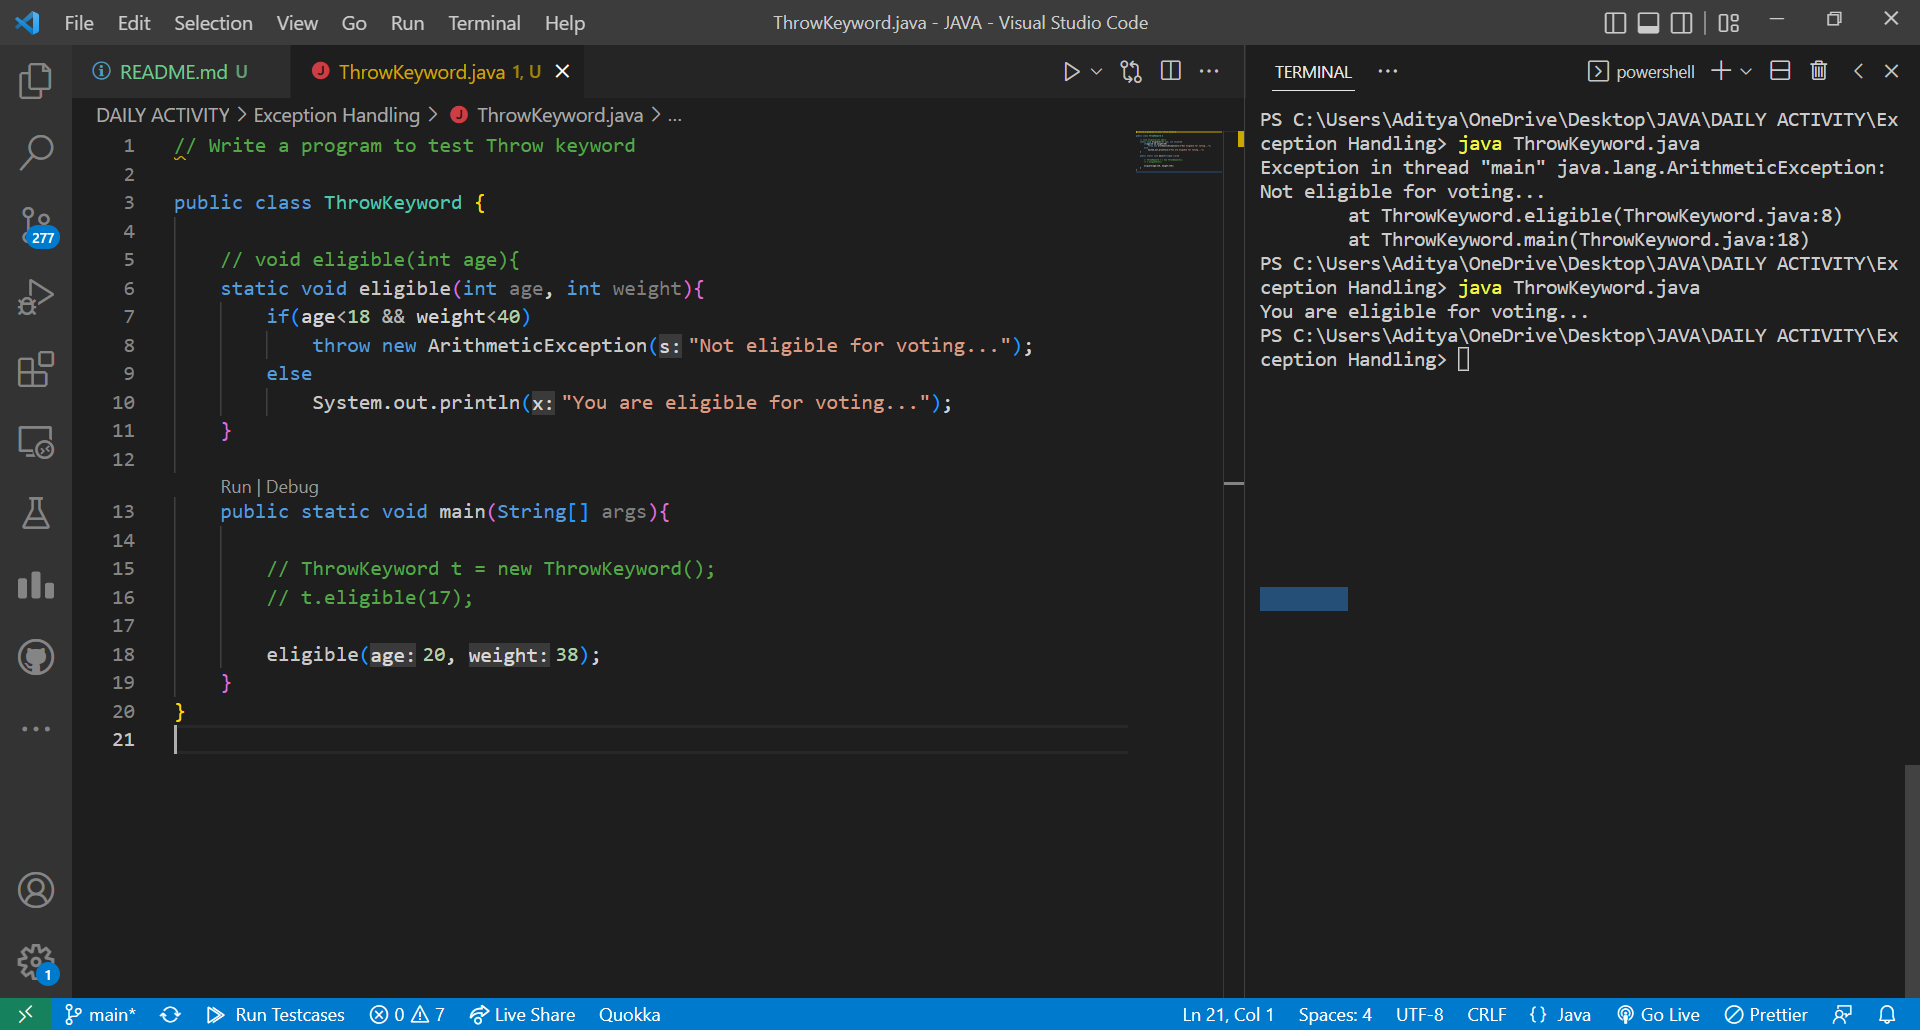 File Edit Selection View Go Run Terminal Help ThrowKeyword.java - JAVA - Visual Studio Code
README.md U ThrowKeyword.java 1, U
DAILY ACTIVITY > Exception Handling > ThrowKeyword.java > ...
1 // Write a program to test Throw keyword
2
3 public class ThrowKeyword {
4
5 // void eligible(int age){
6 static void eligible(int age, int weight){
7 if(age<18 && weight<40)
8 throw new ArithmeticException(s: "Not eligible for voting...");
9 else
10 System.out.println(x: "You are eligible for voting...");
11 }
12
Run | Debug
13 public static void main(String[] args){
14
15 // ThrowKeyword t = new ThrowKeyword();
16 // t.eligible(17);
17
18 eligible(age: 20, weight: 38);
19 }
20 }
21
TERMINAL powershell
PS C:\Users\Aditya\OneDrive\Desktop\JAVA\DAILY ACTIVITY\Ex
ception Handling> java ThrowKeyword.java
Exception in thread "main" java.lang.ArithmeticException:
Not eligible for voting...
at ThrowKeyword.eligible(ThrowKeyword.java:8)
at ThrowKeyword.main(ThrowKeyword.java:18)
PS C:\Users\Aditya\OneDrive\Desktop\JAVA\DAILY ACTIVITY\Ex
ception Handling> java ThrowKeyword.java
You are eligible for voting...
PS C:\Users\Aditya\OneDrive\Desktop\JAVA\DAILY ACTIVITY\Ex
ception Handling>
277
1
main* Run Testcases 0 7 Live Share Quokka Ln 21, Col 1 Spaces: 4 UTF-8 CRLF {} Java Go Live Prettier